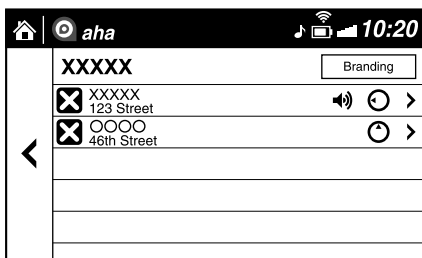 aha 10:20
XXXXX Branding
XXXXX
123 Street
OOOO
46th Street